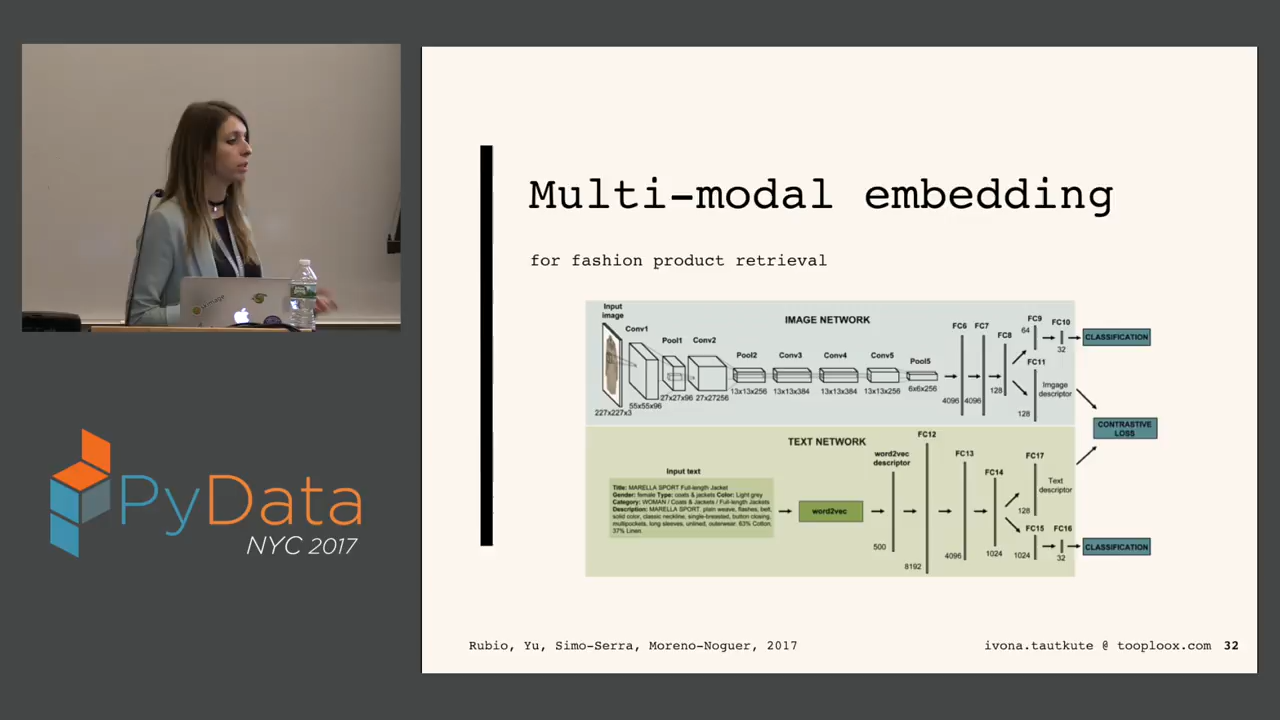 Multi-modal embedding
for fashion product retrieval
Input
image
IMAGE NETWORK
Conv1
Pool1
Conv2
Pool2
Conv3
Conv4
Conv5
Pool5
FC6
FC7
FC8
FC9
FC10
FC11
64
32
128
CLASSIFICATION
Imgage
descriptor
227x227x3
55x55x96
27x27x96
27x27256
13x13x256
13x13x384
13x13x384
13x13x256
6x6x256
4096
4096
128
CONTRASTIVE
LOSS
TEXT NETWORK
Input text
Title: MARELLA SPORT Full-length Jacket
Gender: female Type: coats & jackets Color: Light grey
Category: WOMAN / Coats & Jackets / Full-length Jackets
Description: MARELLA SPORT, plain weave, flashes, belt,
solid color, classic neckline, single-breasted, button closing,
multipockets, long sleeves, unlined, outerwear: 63% Cotton,
37% Linen.
word2vec
word2vec
descriptor
FC12
FC13
FC14
FC17
Text
descriptor
128
FC15
FC16
500
8192
4096
1024
1024
32
CLASSIFICATION
PyData
NYC 2017
Rubio, Yu, Simo-Serra, Moreno-Noguer, 2017
ivona.tautkute @ tooploox.com 32